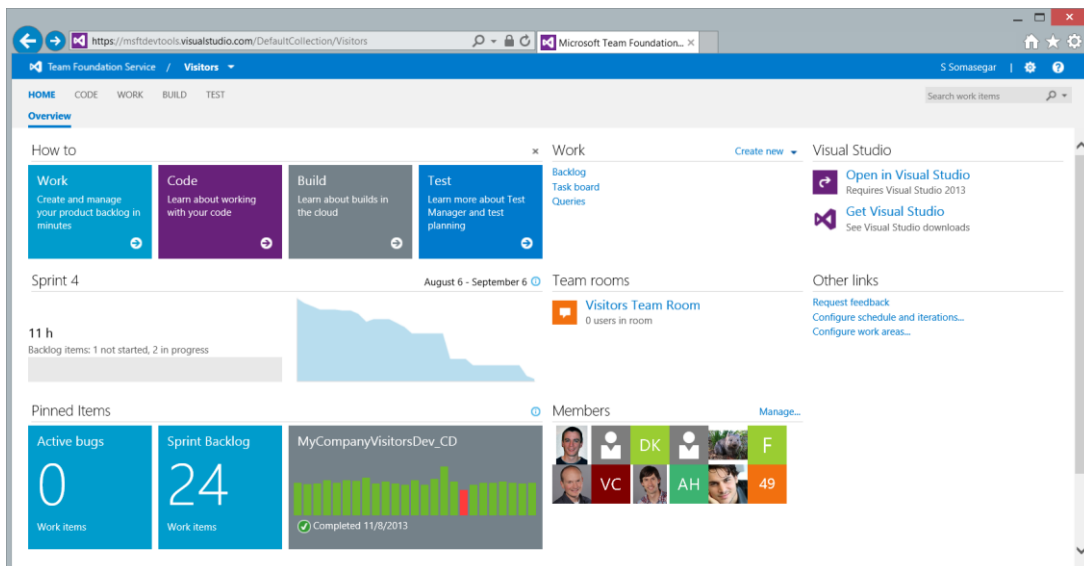 https://msftdevtools.visualstudio.com/DefaultCollection/Visitors
Microsoft Team Foundation...
Team Foundation Service / Visitors
S Somasegar
HOME CODE WORK BUILD TEST
Search work items
Overview
How to
Work
Create and manage
your product backlog in
minutes
Code
Learn about working
with your code
Build
Learn about builds in
the cloud
Test
Learn more about Test
Manager and test
planning
Work
Create new
Backlog
Task board
Queries
Visual Studio
Open in Visual Studio
Requires Visual Studio 2013
Get Visual Studio
See Visual Studio downloads
Sprint 4
August 6 - September 6
11 h
Backlog items: 1 not started, 2 in progress
Team rooms
Visitors Team Room
0 users in room
Other links
Request feedback
Configure schedule and iterations...
Configure work areas...
Pinned Items
Active bugs
0
Work items
Sprint Backlog
24
Work items
MyCompanyVisitorsDev_CD
Completed 11/8/2013
Members
Manage...
DK
F
VC
AH
49